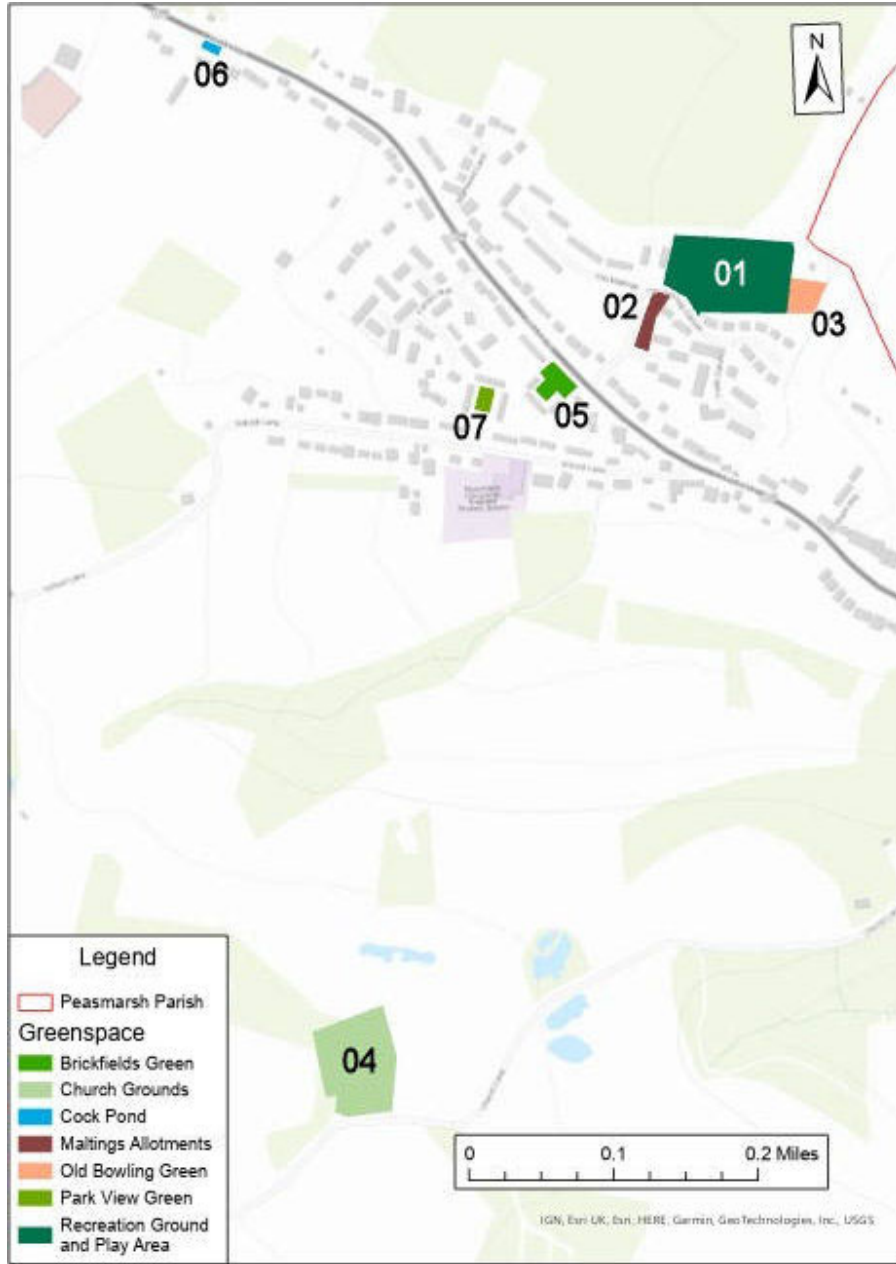 N
06
01
02
03
05
07
04
Legend
Peasmarsh Parish
Greenspace
Brickfields Green
Church Grounds
Cock Pond
Maltings Allotments
Old Bowling Green
Park View Green
Recreation Ground
and Play Area
0 0.1 0.2 Miles
IGN, Esri UK, Esri, HERE, Garmin, GeoTechnologies, Inc., USGS